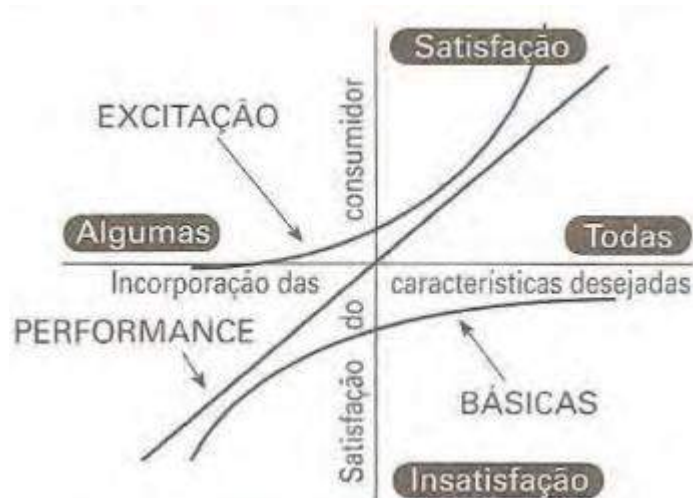 Satisfação
EXCITAÇÃO
Satisfação do consumidor
Algumas
Todas
Incorporação das características desejadas
PERFORMANCE
BÁSICAS
Insatisfação